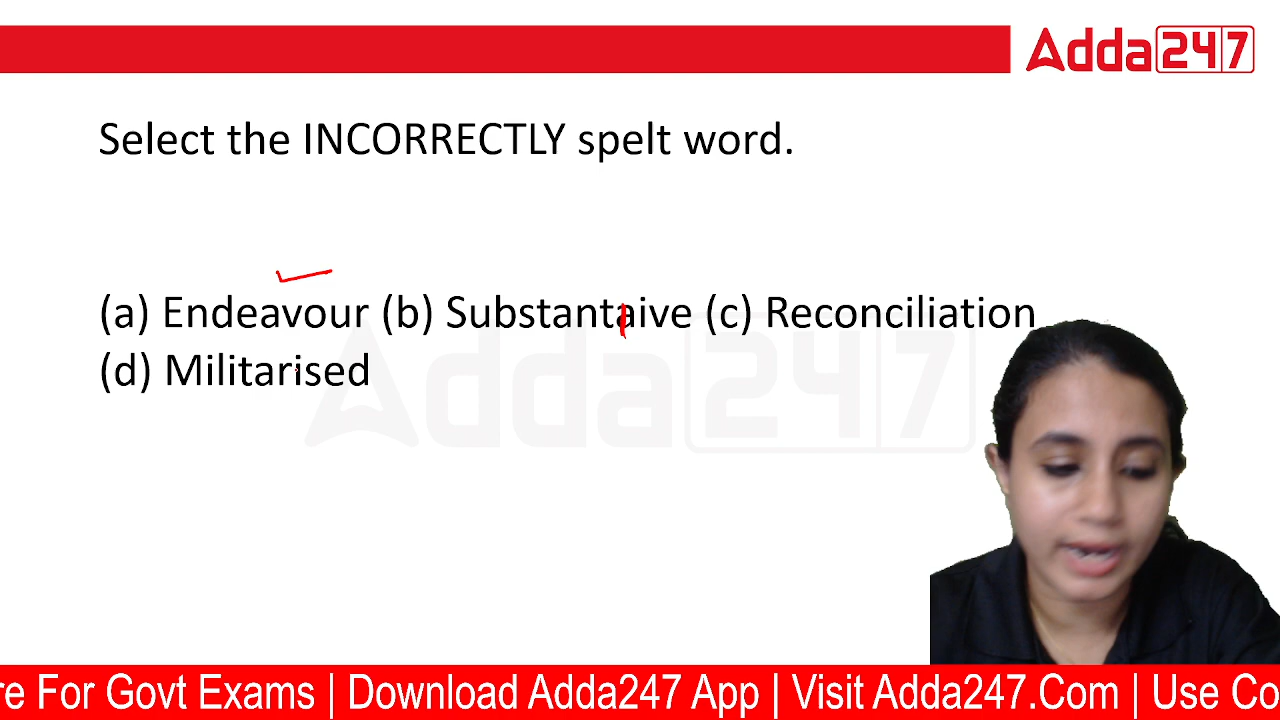 Adda247
Select the INCORRECTLY spelt word.
(a) Endeavour (b) Substantaive (c) Reconciliation
(d) Militarised
Adda247
re For Govt Exams | Download Adda247 App | Visit Adda247.Com | Use Co